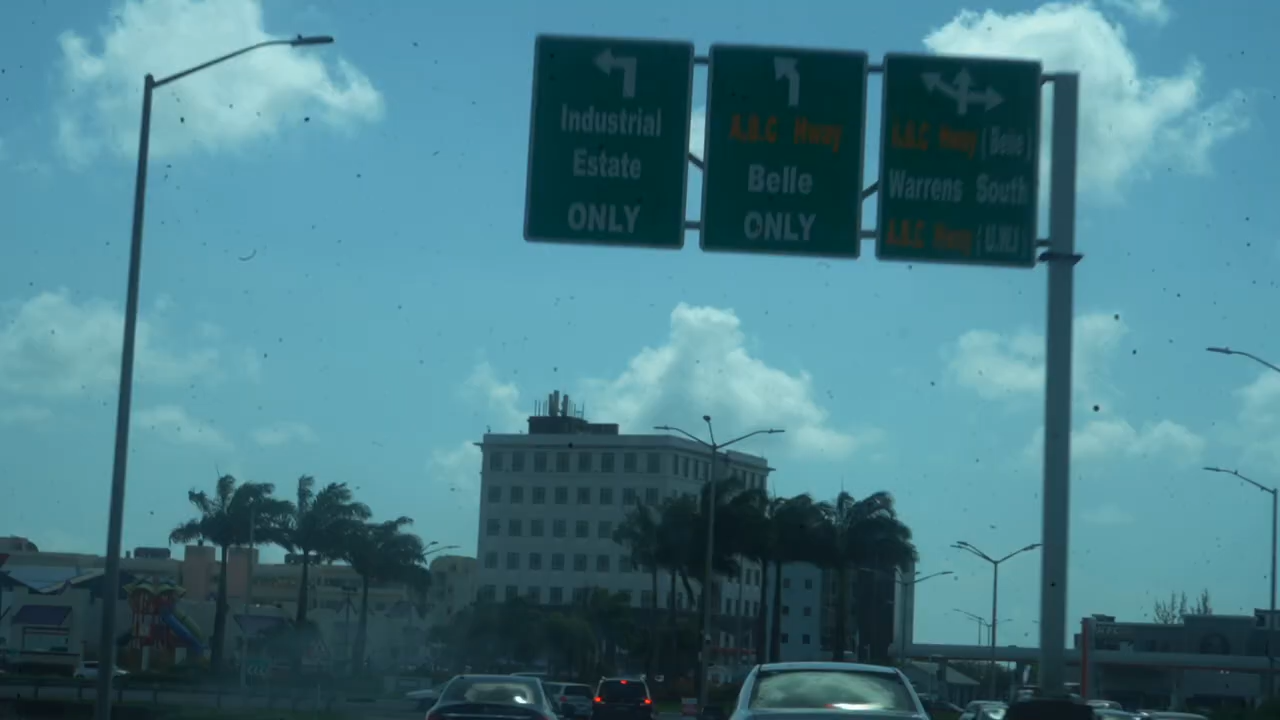 Industrial
Estate
ONLY
A.B.C Hwy
Belle
ONLY
A.B.C Hwy (Belle)
Warrens South
A.B.C Hwy (U.W.I)